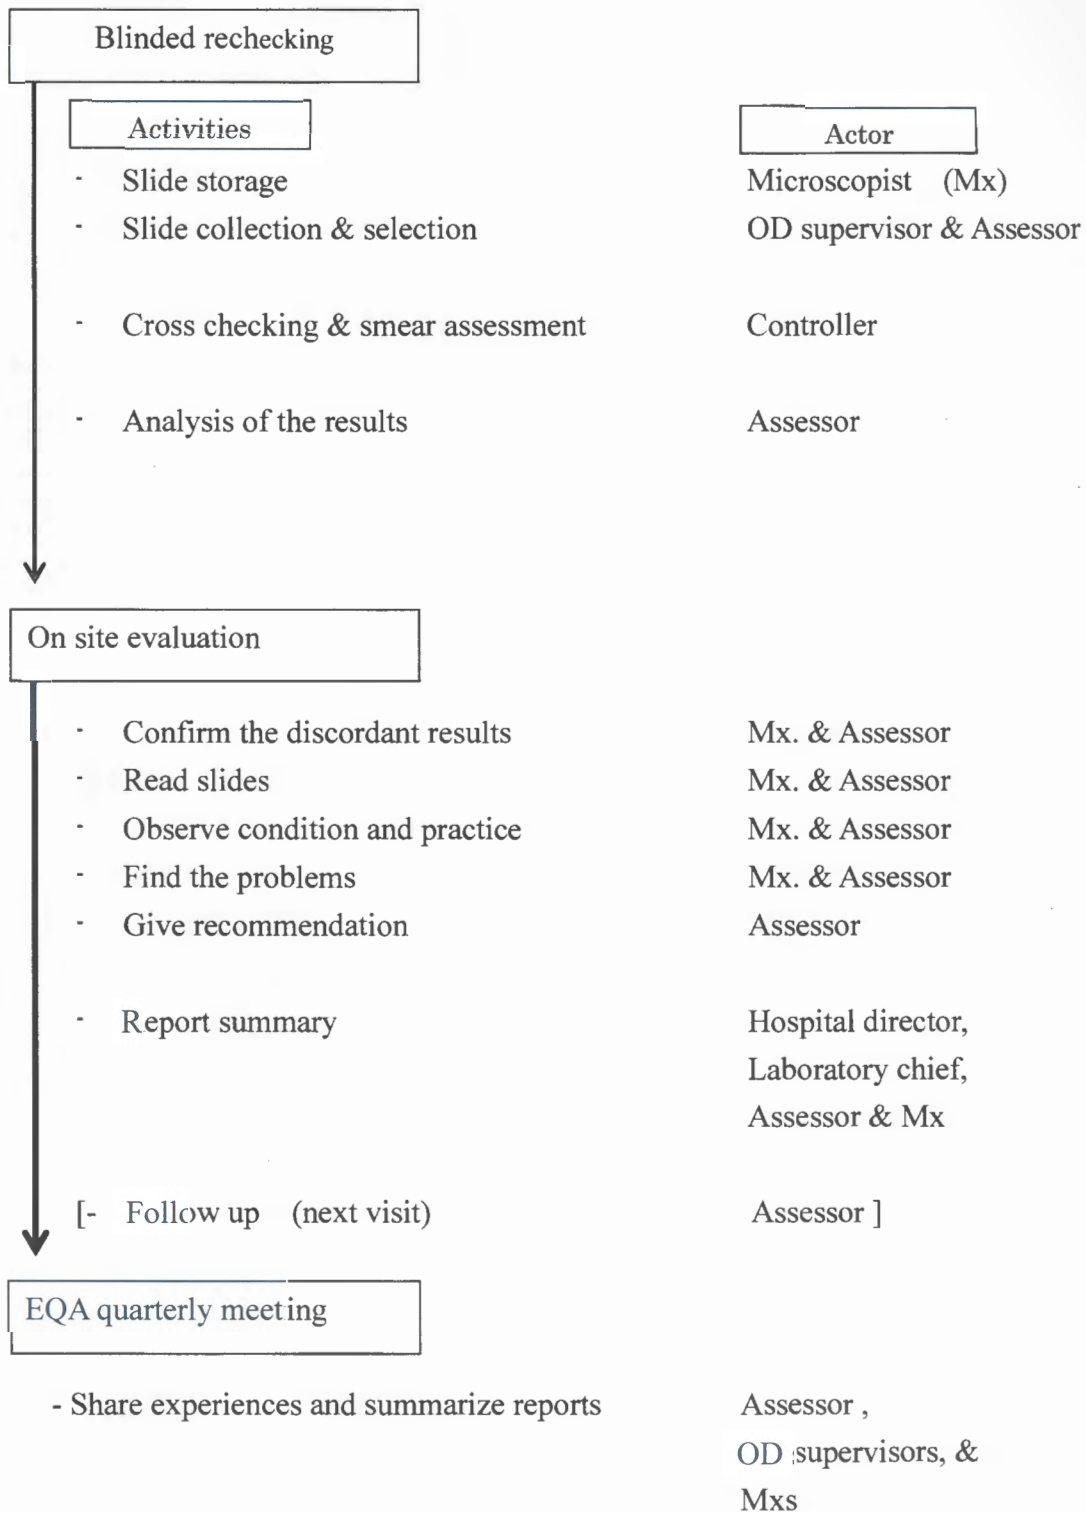 Blinded rechecking
Activities Actor
- Slide storage Microscopist (Mx)
- Slide collection & selection OD supervisor & Assessor
- Cross checking & smear assessment Controller
- Analysis of the results Assessor
On site evaluation
- Confirm the discordant results Mx. & Assessor
- Read slides Mx. & Assessor
- Observe condition and practice Mx. & Assessor
- Find the problems Mx. & Assessor
- Give recommendation Assessor
- Report summary Hospital director,
Laboratory chief,
Assessor & Mx
[- Follow up (next visit) Assessor ]
EQA quarterly meeting
- Share experiences and summarize reports Assessor ,
OD supervisors, &
Mxs